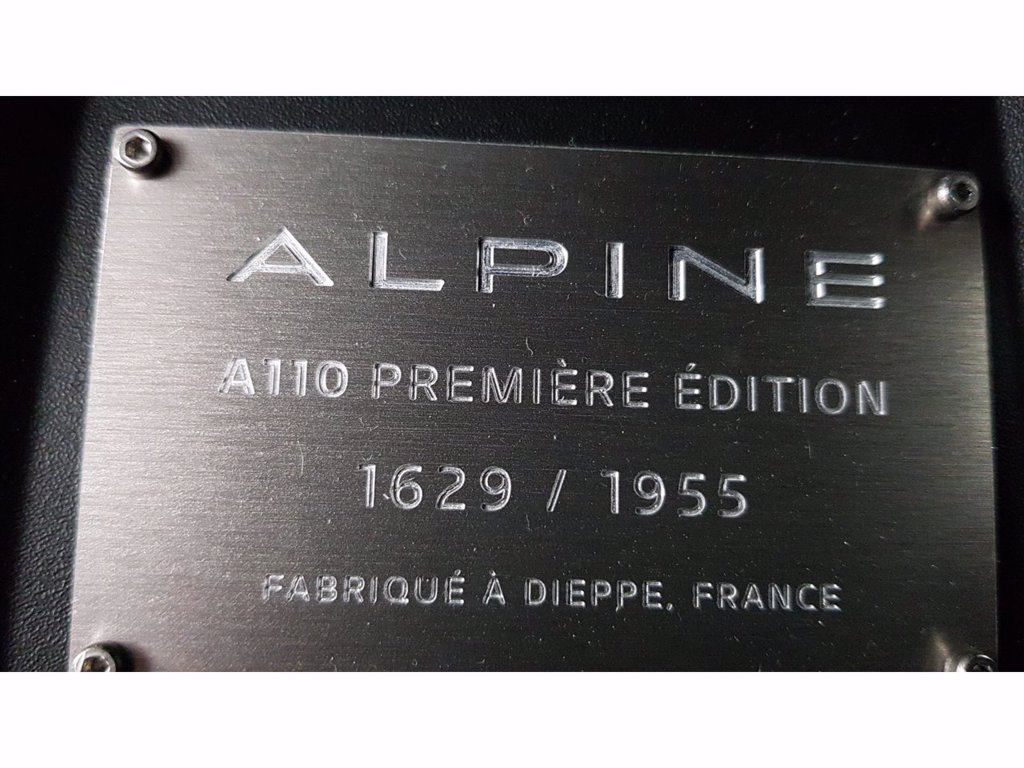 ALPINE
A110 PREMIÈRE ÉDITION
1629 / 1955
FABRIQUÉ À DIEPPE, FRANCE